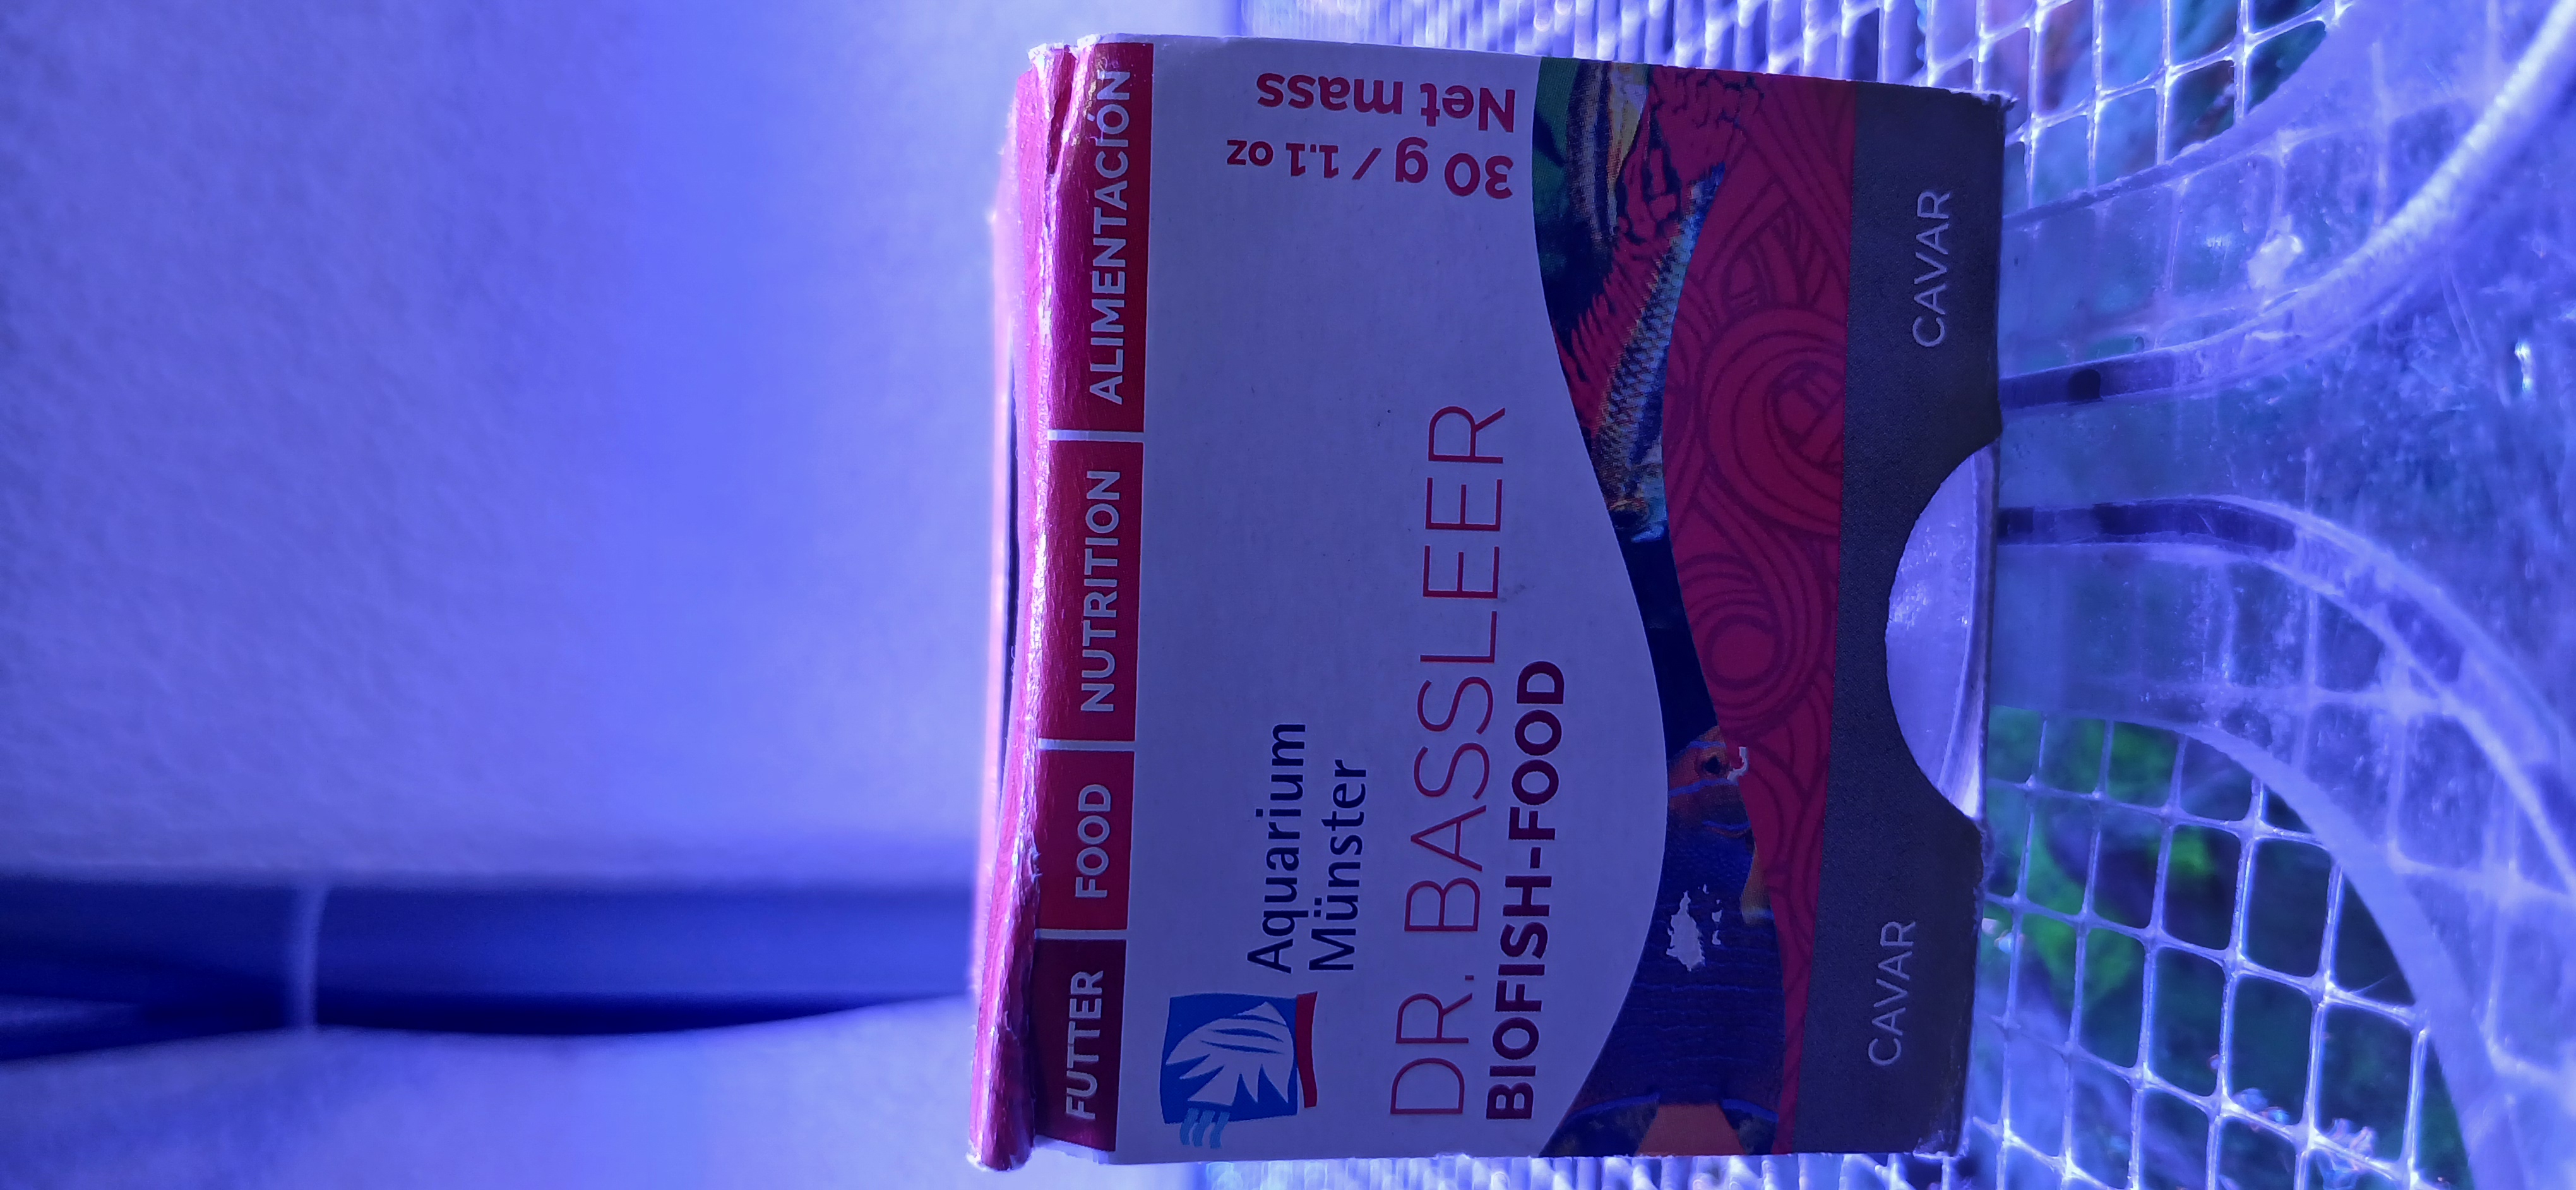 FUTTER FOOD NUTRITION ALIMENTACIÓN
Aquarium
Münster
Net mass
30 g / 1.1 oz
DR. BASSLEER
BIOFISH-FOOD
CAVAR
CAVAR